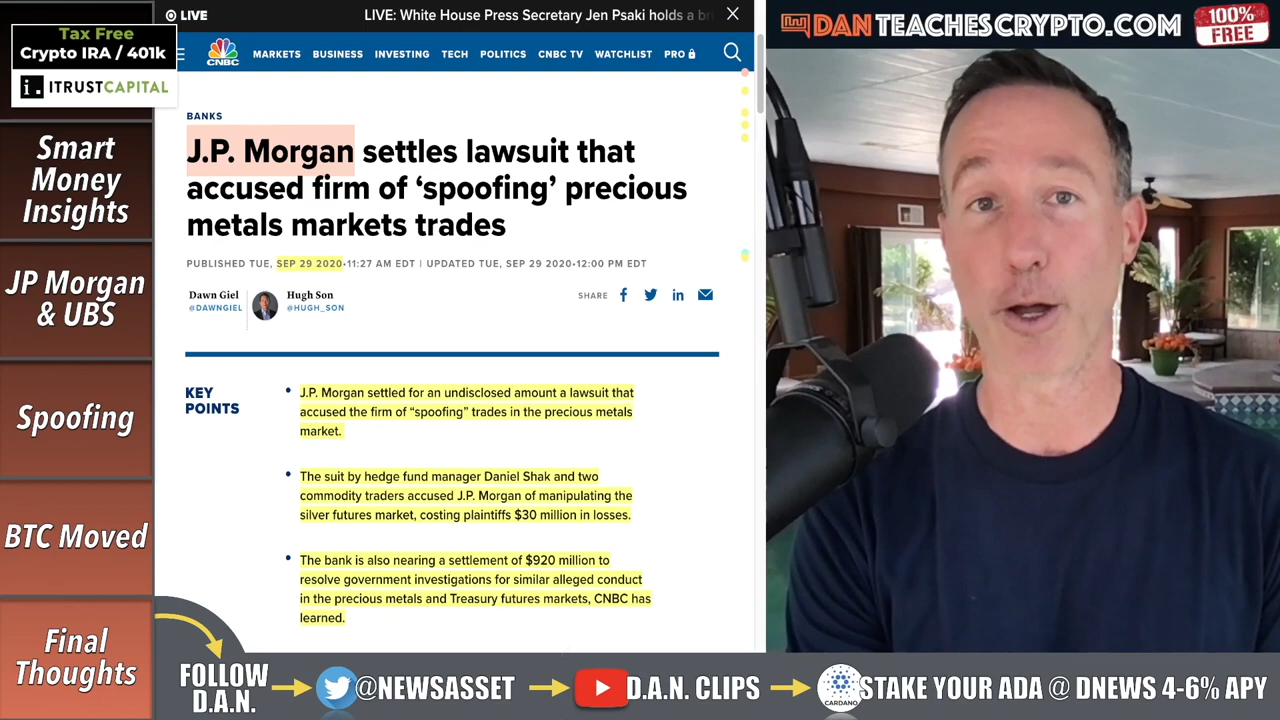 LIVE
LIVE: White House Press Secretary Jen Psaki holds a br
DANTEACHESCRYPTO.COM
100%
FREE
Tax Free
Crypto IRA / 401k
i. ITRUSTCAPITAL
CNBC
MARKETS BUSINESS INVESTING TECH POLITICS CNBC TV WATCHLIST PRO
BANKS
J.P. Morgan settles lawsuit that
accused firm of ‘spoofing’ precious
metals markets trades
PUBLISHED TUE, SEP 29 2020•11:27 AM EDT | UPDATED TUE, SEP 29 2020•12:00 PM EDT
Dawn Giel
@DAWNGIEL
Hugh Son
@HUGH_SON
SHARE
KEY
POINTS
J.P. Morgan settled for an undisclosed amount a lawsuit that
accused the firm of “spoofing” trades in the precious metals
market.
The suit by hedge fund manager Daniel Shak and two
commodity traders accused J.P. Morgan of manipulating the
silver futures market, costing plaintiffs $30 million in losses.
The bank is also nearing a settlement of $920 million to
resolve government investigations for similar alleged conduct
in the precious metals and Treasury futures markets, CNBC has
learned.
Smart
Money
Insights
JP Morgan
& UBS
Spoofing
BTC Moved
Final
Thoughts
FOLLOW
D.A.N.
@NEWSASSET
D.A.N. CLIPS
CARDANO
STAKE YOUR ADA @ DNEWS 4-6% APY